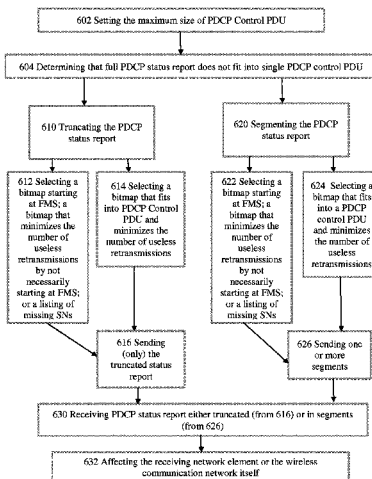 602 Setting the maximum size of PDCP Control PDU
604 Determining that full PDCP status report does not fit into single PDCP control PDU
610 Truncating the PDCP
status report
620 Segmenting the PDCP
status report
612 Selecting a
bitmap starting
at FMS; a
bitmap that
minimizes the
number of
useless
retransmissions
by not
necessarily
starting at FMS;
or a listing of
missing SNs
614 Selecting a
bitmap that fits
into PDCP Control
PDU and
minimizes the
number of useless
retransmissions
622 Selecting a
bitmap starting
at FMS; a
bitmap that
minimizes the
number of
useless
retransmissions
by not
necessarily
starting at FMS;
or a listing of
missing SNs
624 Selecting a
bitmap that fits
into a PDCP
control PDU
and minimizes
the number of
useless
retransmissions
616 Sending
(only) the
truncated status
report
626 Sending one
or more
segments
630 Receiving PDCP status report either truncated (from 616) or in segments
(from 626)
632 Affecting the receiving network element or the wireless
communication network itself